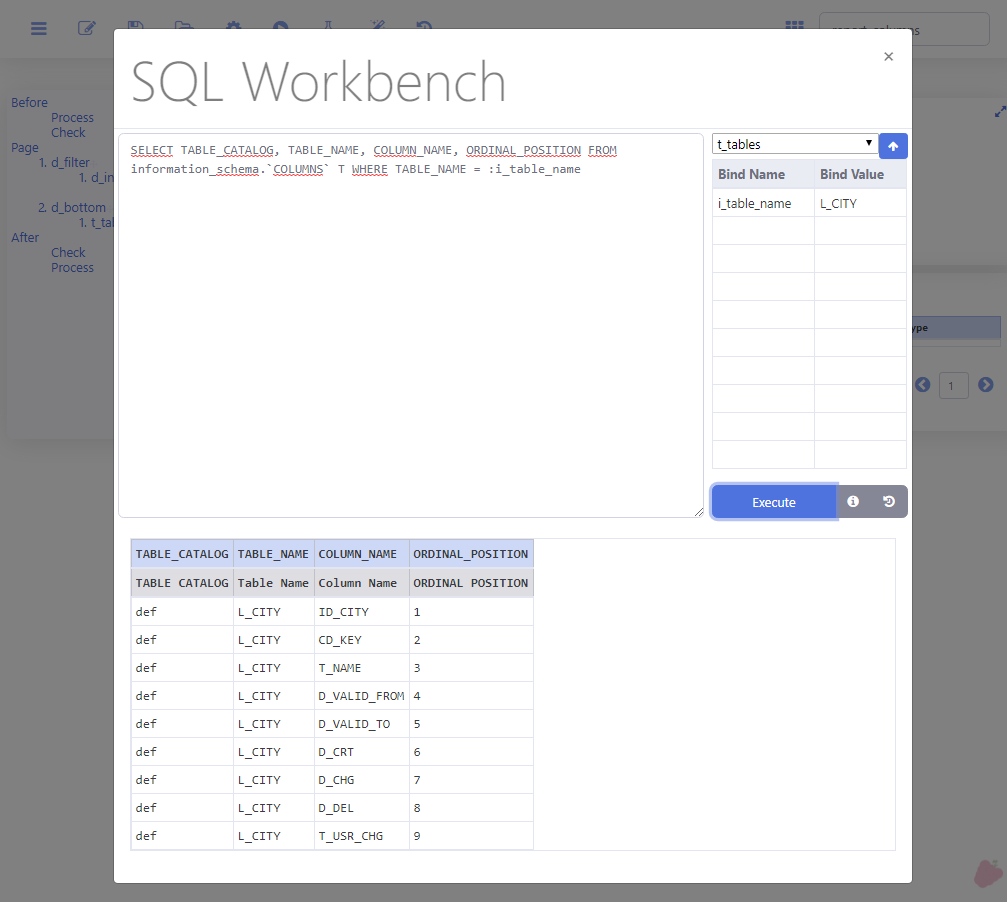 SQL Workbench
×
Before
Process
Check
Page
1. d_filter
1. d_in
2. d_bottom
1. t_tal
After
Check
Process
SELECT TABLE_CATALOG, TABLE_NAME, COLUMN_NAME, ORDINAL_POSITION FROM
information_schema.`COLUMNS` T WHERE TABLE_NAME = :i_table_name
t_tables
Bind Name Bind Value
i_table_name L_CITY
ype
1
Execute
TABLE_CATALOG TABLE_NAME COLUMN_NAME ORDINAL_POSITION
TABLE CATALOG Table Name Column Name ORDINAL POSITION
def L_CITY ID_CITY 1
def L_CITY CD_KEY 2
def L_CITY T_NAME 3
def L_CITY D_VALID_FROM 4
def L_CITY D_VALID_TO 5
def L_CITY D_CRT 6
def L_CITY D_CHG 7
def L_CITY D_DEL 8
def L_CITY T_USR_CHG 9